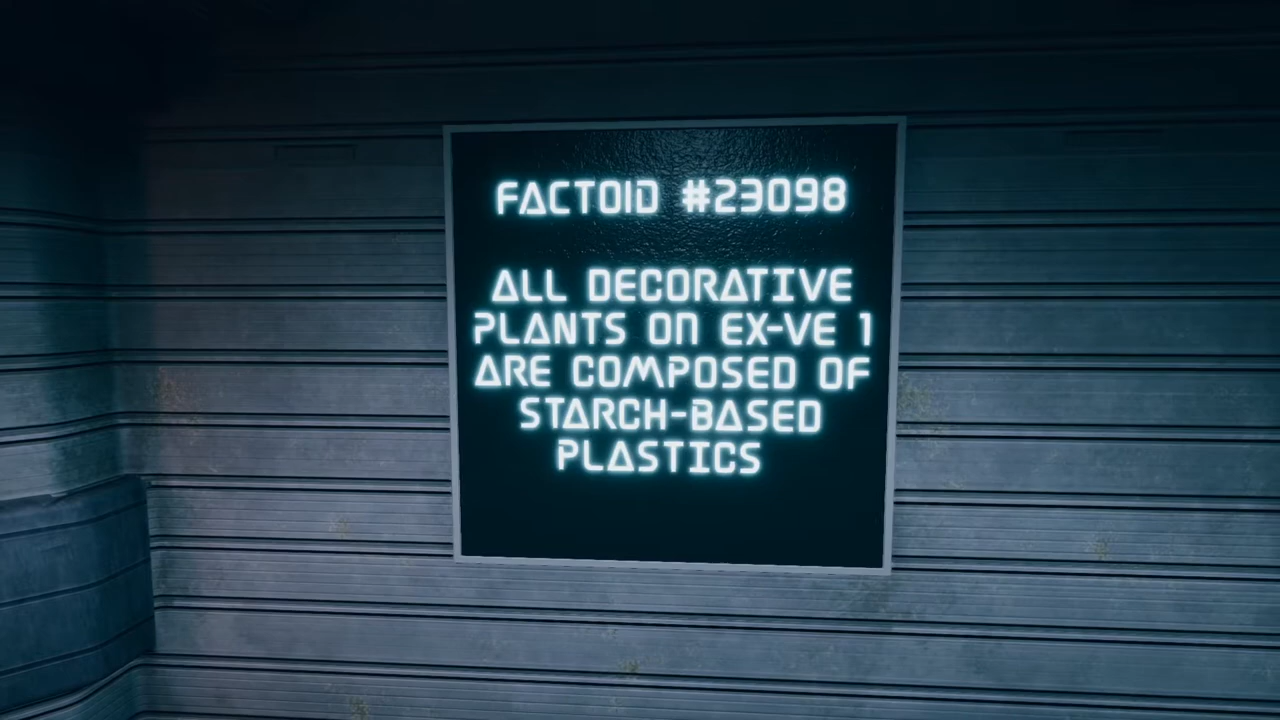 FACTOID #23098
ALL DECORATIVE
PLANTS ON EX-VE 1
ARE COMPOSED OF
STARCH-BASED
PLASTICS